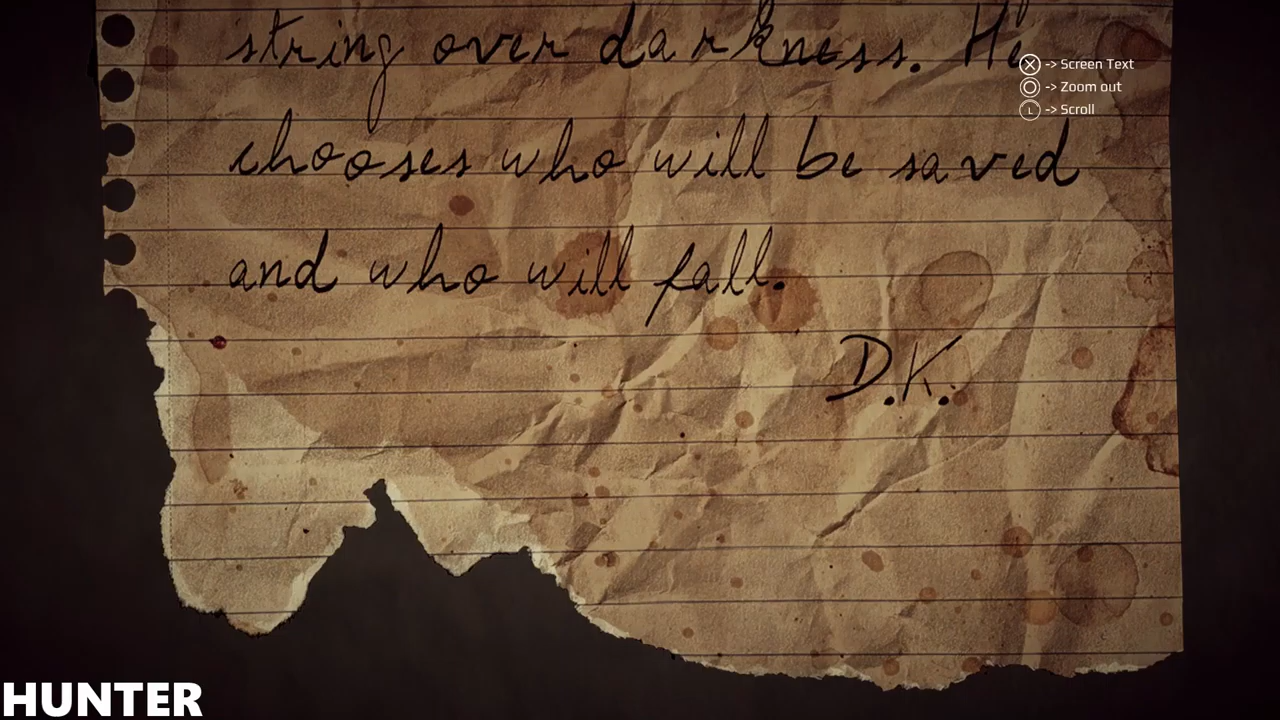 string over darkness. He
chooses who will be saved
and who will fall.
D.K.
X -> Screen Text
O -> Zoom out
L -> Scroll
HUNTER